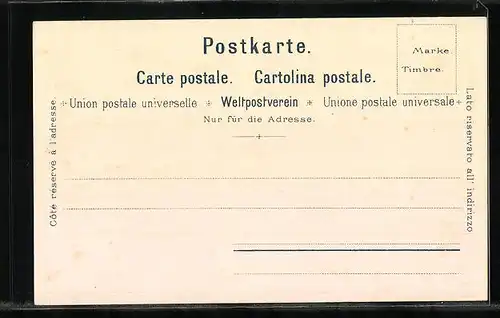 Postkarte.
Marke.
Timbre.
Carte postale. Cartolina postale.
Union postale universelle * Weltpostverein * Unione postale universale
Nur für die Adresse.
Côté réservé à l'adresse.
Lato riservato all' indirizzo